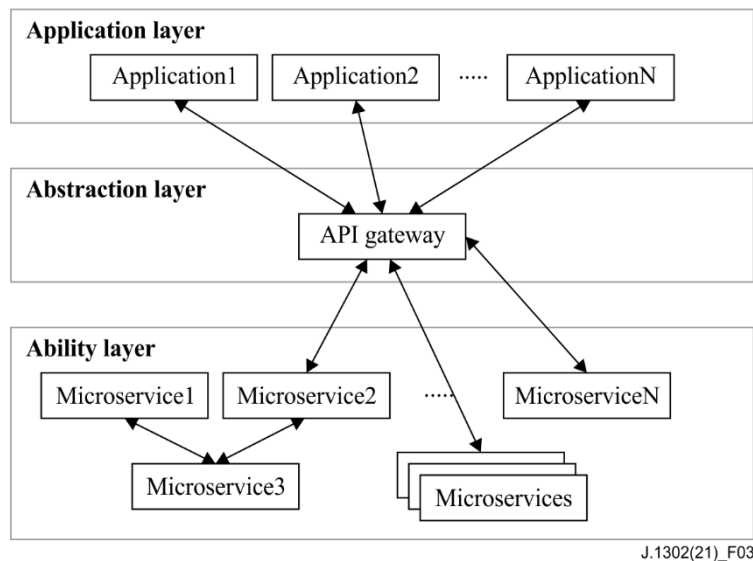 Application layer
Application1
Application2
.....
ApplicationN
Abstraction layer
API gateway
Ability layer
Microservice1
Microservice2
.....
MicroserviceN
Microservice3
Microservices
J.1302(21)_F03